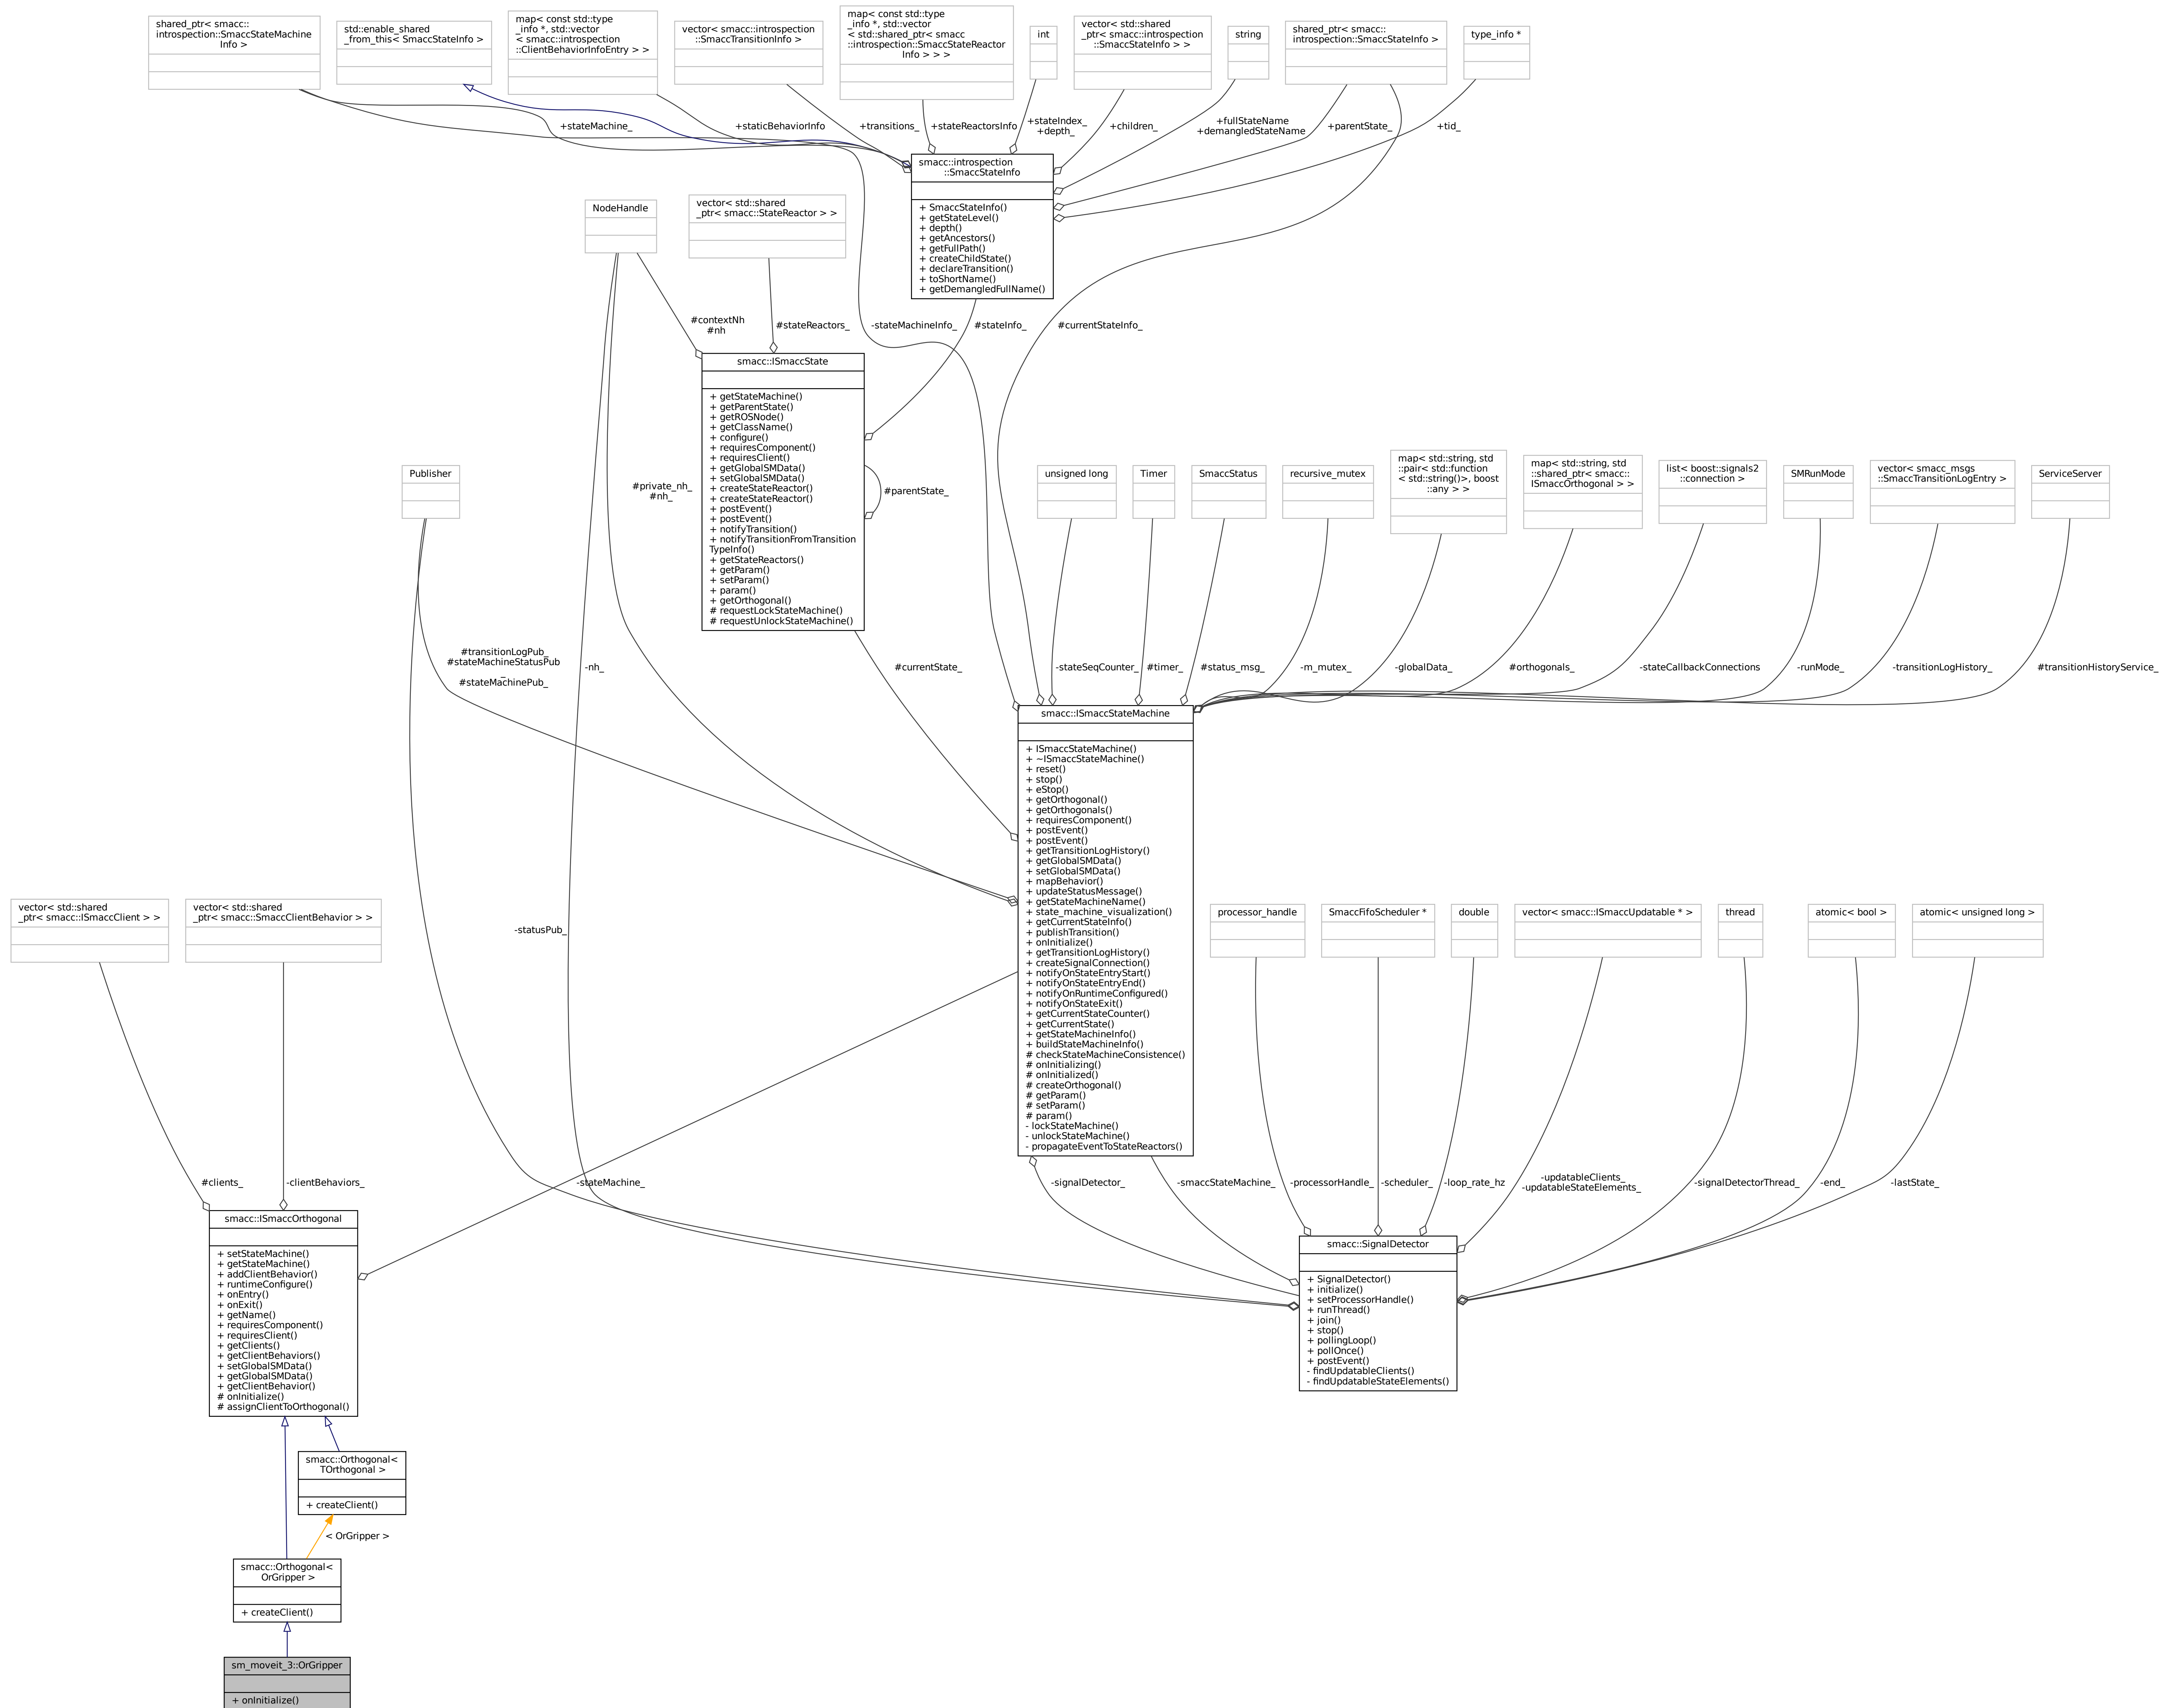 shared_ptr< smacc::
introspection::SmaccStateMachine
Info >
std::enable_shared
_from_this< SmaccStateInfo >
map< const std::type
_info *, std::vector
< smacc::introspection
::ClientBehaviorInfoEntry > >
vector< smacc::introspection
::SmaccTransitionInfo >
map< const std::type
_info *, std::vector
< std::shared_ptr< smacc
::introspection::SmaccStateReactor
Info > > >
int
vector< std::shared
_ptr< smacc::introspection
::SmaccStateInfo > >
string
shared_ptr< smacc::
introspection::SmaccStateInfo >
type_info *
+stateMachine_
+staticBehaviorInfo
+transitions_
+stateReactorsInfo
+stateIndex_
+depth_
+children_
+fullStateName
+demangledStateName
+parentState_
+tid_
smacc::introspection
::SmaccStateInfo
+ SmaccStateInfo()
+ getStateLevel()
+ depth()
+ getAncestors()
+ getFullPath()
+ createChildState()
+ declareTransition()
+ toShortName()
+ getDemangledFullName()
NodeHandle
vector< std::shared
_ptr< smacc::StateReactor > >
#contextNh
#nh
#stateReactors_
-stateMachineInfo_
#stateInfo_
#currentStateInfo_
smacc::ISmaccState
+ getStateMachine()
+ getParentState()
+ getROSNode()
+ getClassName()
+ configure()
+ requiresComponent()
+ requiresClient()
+ getGlobalSMData()
+ setGlobalSMData()
+ createStateReactor()
+ createStateReactor()
+ postEvent()
+ postEvent()
+ notifyTransition()
+ notifyTransitionFromTransition
TypeInfo()
+ getStateReactors()
+ getParam()
+ setParam()
+ param()
+ getOrthogonal()
# requestLockStateMachine()
# requestUnlockStateMachine()
#parentState_
Publisher
#private_nh_
#nh_
unsigned long
Timer
SmaccStatus
recursive_mutex
map< std::string, std
::pair< std::function
< std::string()>, boost
::any > >
map< std::string, std
::shared_ptr< smacc::
ISmaccOrthogonal > >
list< boost::signals2
::connection >
SMRunMode
vector< smacc_msgs
::SmaccTransitionLogEntry >
ServiceServer
#transitionLogPub_
#stateMachineStatusPub
_
#stateMachinePub_
-nh_
#currentState_
-stateSeqCounter_
#timer_
#status_msg_
-m_mutex_
-globalData_
#orthogonals_
-stateCallbackConnections
-runMode_
-transitionLogHistory_
#transitionHistoryService_
smacc::ISmaccStateMachine
+ ISmaccStateMachine()
+ ~ISmaccStateMachine()
+ reset()
+ stop()
+ eStop()
+ getOrthogonal()
+ getOrthogonals()
+ requiresComponent()
+ postEvent()
+ postEvent()
+ getTransitionLogHistory()
+ getGlobalSMData()
+ setGlobalSMData()
+ mapBehavior()
+ updateStatusMessage()
+ getStateMachineName()
+ state_machine_visualization()
+ getCurrentStateInfo()
+ publishTransition()
+ onInitialize()
+ getTransitionLogHistory()
+ createSignalConnection()
+ notifyOnStateEntryStart()
+ notifyOnStateEntryEnd()
+ notifyOnRuntimeConfigured()
+ notifyOnStateExit()
+ getCurrentStateCounter()
+ getCurrentState()
+ getStateMachineInfo()
+ buildStateMachineInfo()
# checkStateMachineConsistence()
# onInitializing()
# onInitialized()
# createOrthogonal()
# getParam()
# setParam()
# param()
- lockStateMachine()
- unlockStateMachine()
- propagateEventToStateReactors()
vector< std::shared
_ptr< smacc::ISmaccClient > >
vector< std::shared
_ptr< smacc::SmaccClientBehavior > >
-statusPub_
processor_handle
SmaccFifoScheduler *
double
vector< smacc::ISmaccUpdatable * >
thread
atomic< bool >
atomic< unsigned long >
#clients_
-clientBehaviors_
-stateMachine_
-signalDetector_
-smaccStateMachine_
-processorHandle_
-scheduler_
-loop_rate_hz
-updatableClients_
-updatableStateElements_
-signalDetectorThread_
-end_
-lastState_
smacc::ISmaccOrthogonal
+ setStateMachine()
+ getStateMachine()
+ addClientBehavior()
+ runtimeConfigure()
+ onEntry()
+ onExit()
+ getName()
+ requiresComponent()
+ requiresClient()
+ getClients()
+ getClientBehaviors()
+ setGlobalSMData()
+ getGlobalSMData()
+ getClientBehavior()
# onInitialize()
# assignClientToOrthogonal()
smacc::SignalDetector
+ SignalDetector()
+ initialize()
+ setProcessorHandle()
+ runThread()
+ join()
+ stop()
+ pollingLoop()
+ pollOnce()
+ postEvent()
- findUpdatableClients()
- findUpdatableStateElements()
smacc::Orthogonal<
TOrthogonal >
+ createClient()
< OrGripper >
smacc::Orthogonal<
OrGripper >
+ createClient()
sm_moveit_3::OrGripper
+ onInitialize()